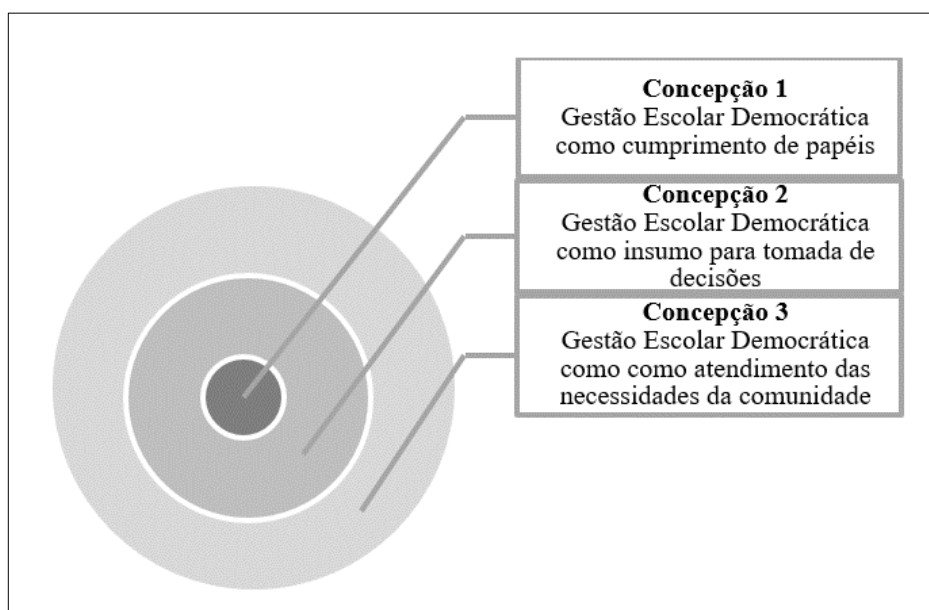 Concepção 1
Gestão Escolar Democrática
como cumprimento de papéis
Concepção 2
Gestão Escolar Democrática
como insumo para tomada de
decisões
Concepção 3
Gestão Escolar Democrática
como como atendimento das
necessidades da comunidade